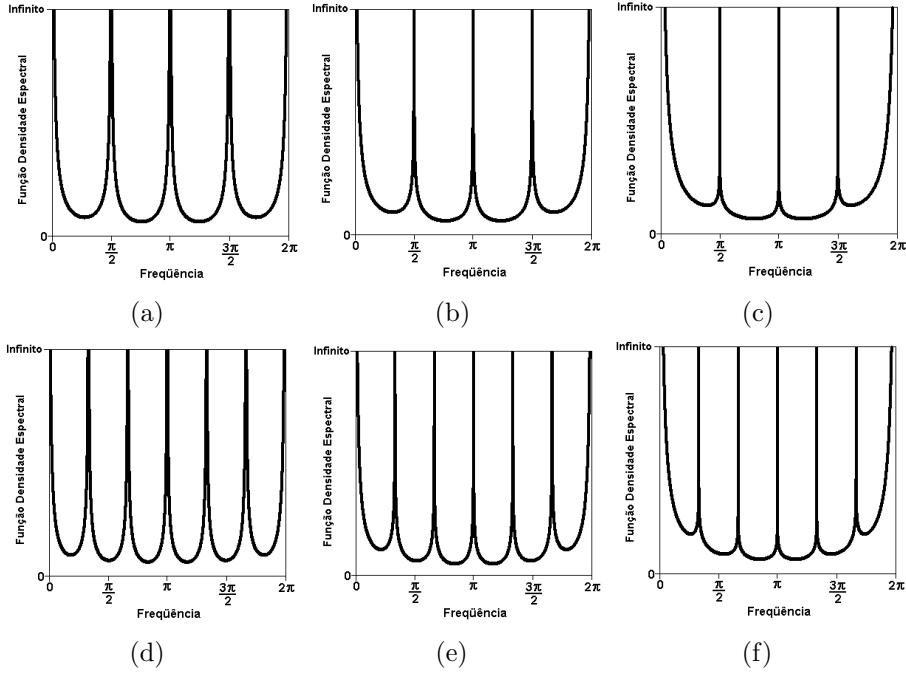 Infinito
Função Densidade Espectral
0
0
π/2
π
3π/2
2π
Freqüência
(a)
Infinito
Função Densidade Espectral
0
0
π/2
π
3π/2
2π
Freqüência
(b)
Infinito
Função Densidade Espectral
0
0
π/2
π
3π/2
2π
Freqüência
(c)
Infinito
Função Densidade Espectral
0
0
π/2
π
3π/2
2π
Freqüência
(d)
Infinito
Função Densidade Espectral
0
0
π/2
π
3π/2
2π
Freqüência
(e)
Infinito
Função Densidade Espectral
0
0
π/2
π
3π/2
2π
Freqüência
(f)